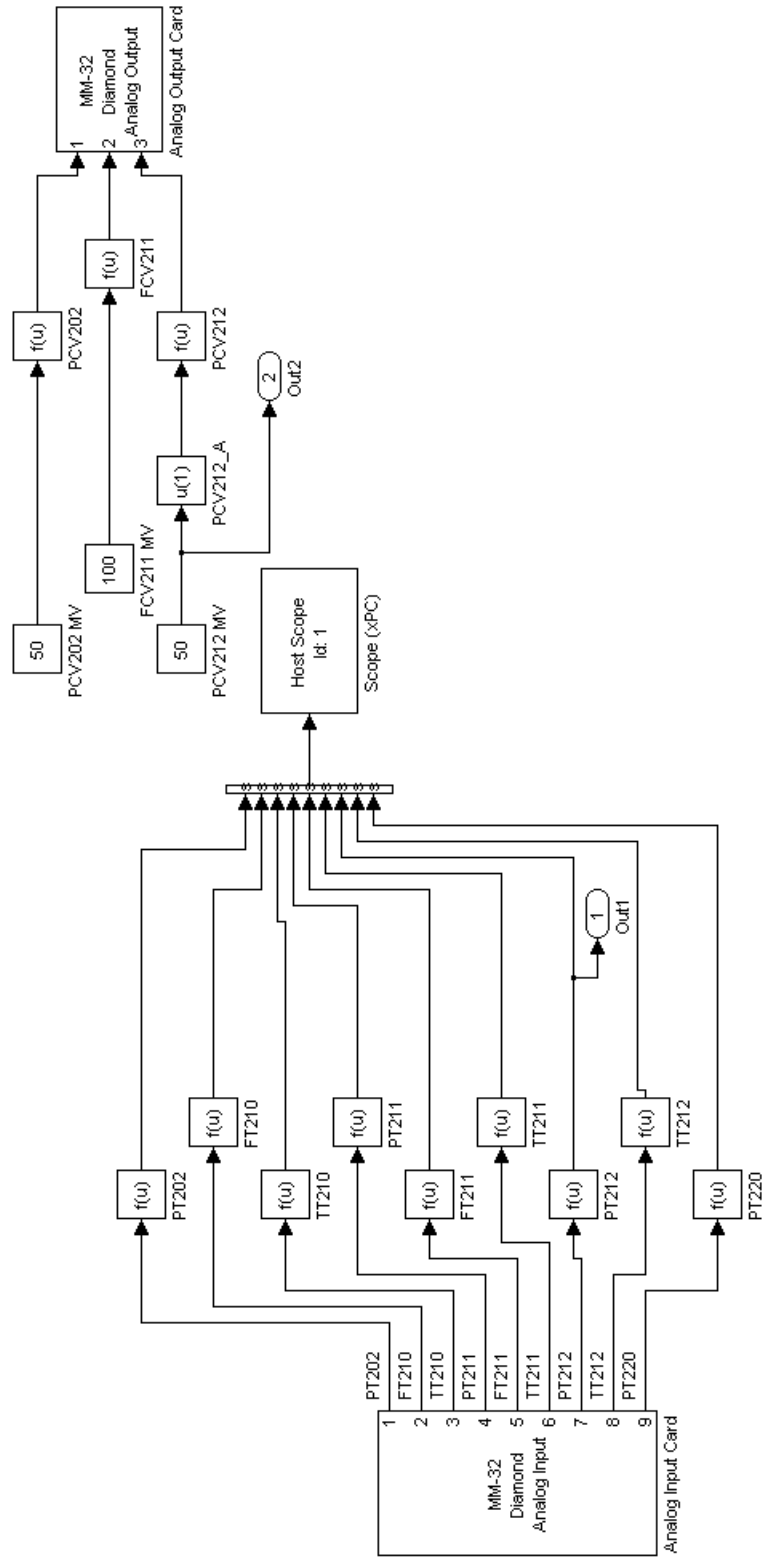 MM-32
Diamond
Analog Input
1
2
3
4
5
6
7
8
9
Analog Input Card
PT202
FT210
TT210
PT211
FT211
TT211
PT212
TT212
PT220
f(u)
PT202
f(u)
FT210
f(u)
TT210
f(u)
PT211
f(u)
FT211
f(u)
TT211
f(u)
PT212
f(u)
TT212
f(u)
PT220
1
Out1
Host Scope
Id: 1
Scope (xPC)
50
PCV202 MV
100
FCV211 MV
50
PCV212 MV
u(1)
PCV212_A
2
Out2
f(u)
PCV202
f(u)
FCV211
f(u)
PCV212
1
2
3
MM-32
Diamond
Analog Output
Analog Output Card